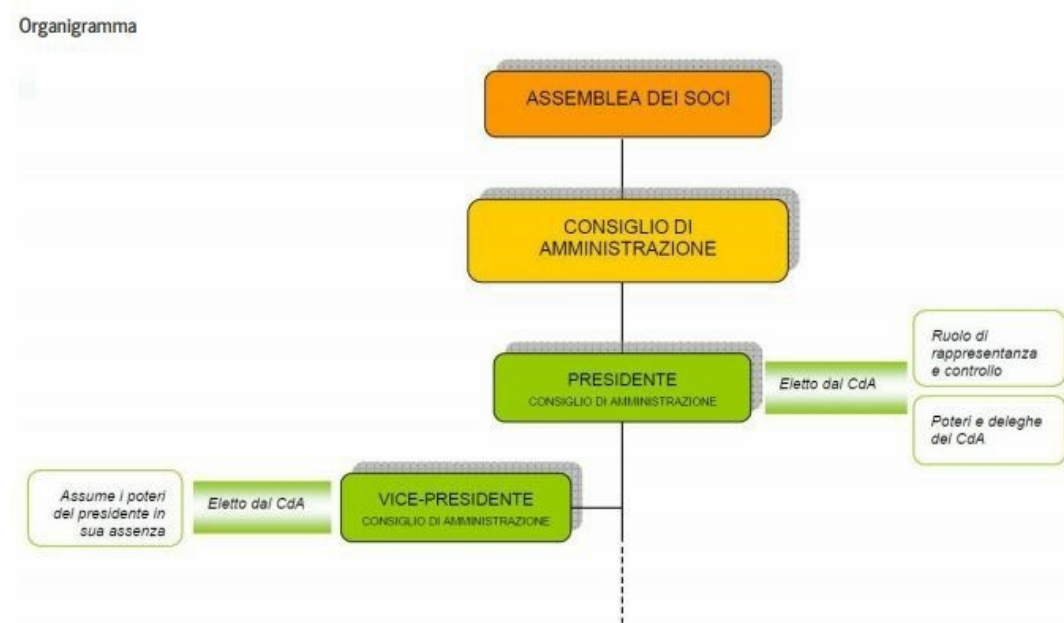 Organigramma
ASSEMBLEA DEI SOCI
CONSIGLIO DI
AMMINISTRAZIONE
PRESIDENTE
CONSIGLIO DI AMMINISTRAZIONE
Eletto dal CdA
Ruolo di
rappresentanza
e controllo
Poteri e deleghe
del CdA
Assume i poteri
del presidente in
sua assenza
Eletto dal CdA
VICE-PRESIDENTE
CONSIGLIO DI AMMINISTRAZIONE